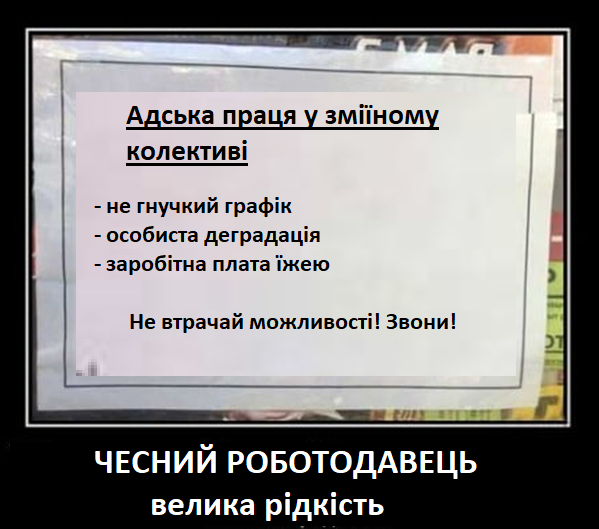 Адська праця у зміїному
колективі
- не гнучкий графік
- особиста деградація
- заробітна плата їжею
Не втрачай можливості! Звони!
ЧЕСНИЙ РОБОТОДАВЕЦЬ
велика рідкість